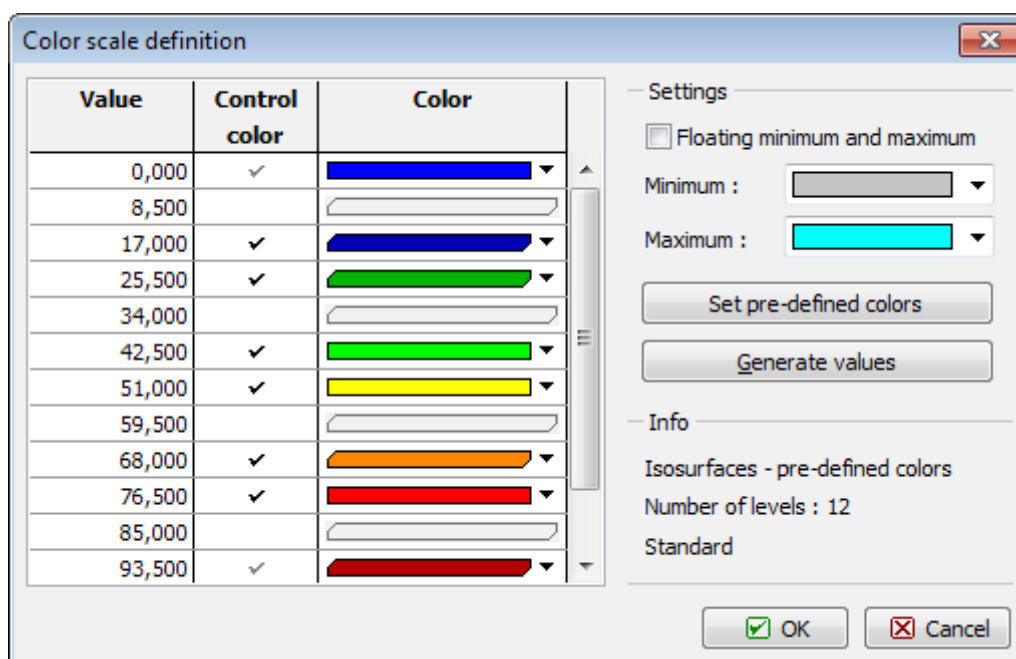 Color scale definition
Value Control color Color
0,000
8,500
17,000
25,500
34,000
42,500
51,000
59,500
68,000
76,500
85,000
93,500
Settings
Floating minimum and maximum
Minimum :
Maximum :
Set pre-defined colors
Generate values
Info
Isosurfaces - pre-defined colors
Number of levels : 12
Standard
OK Cancel